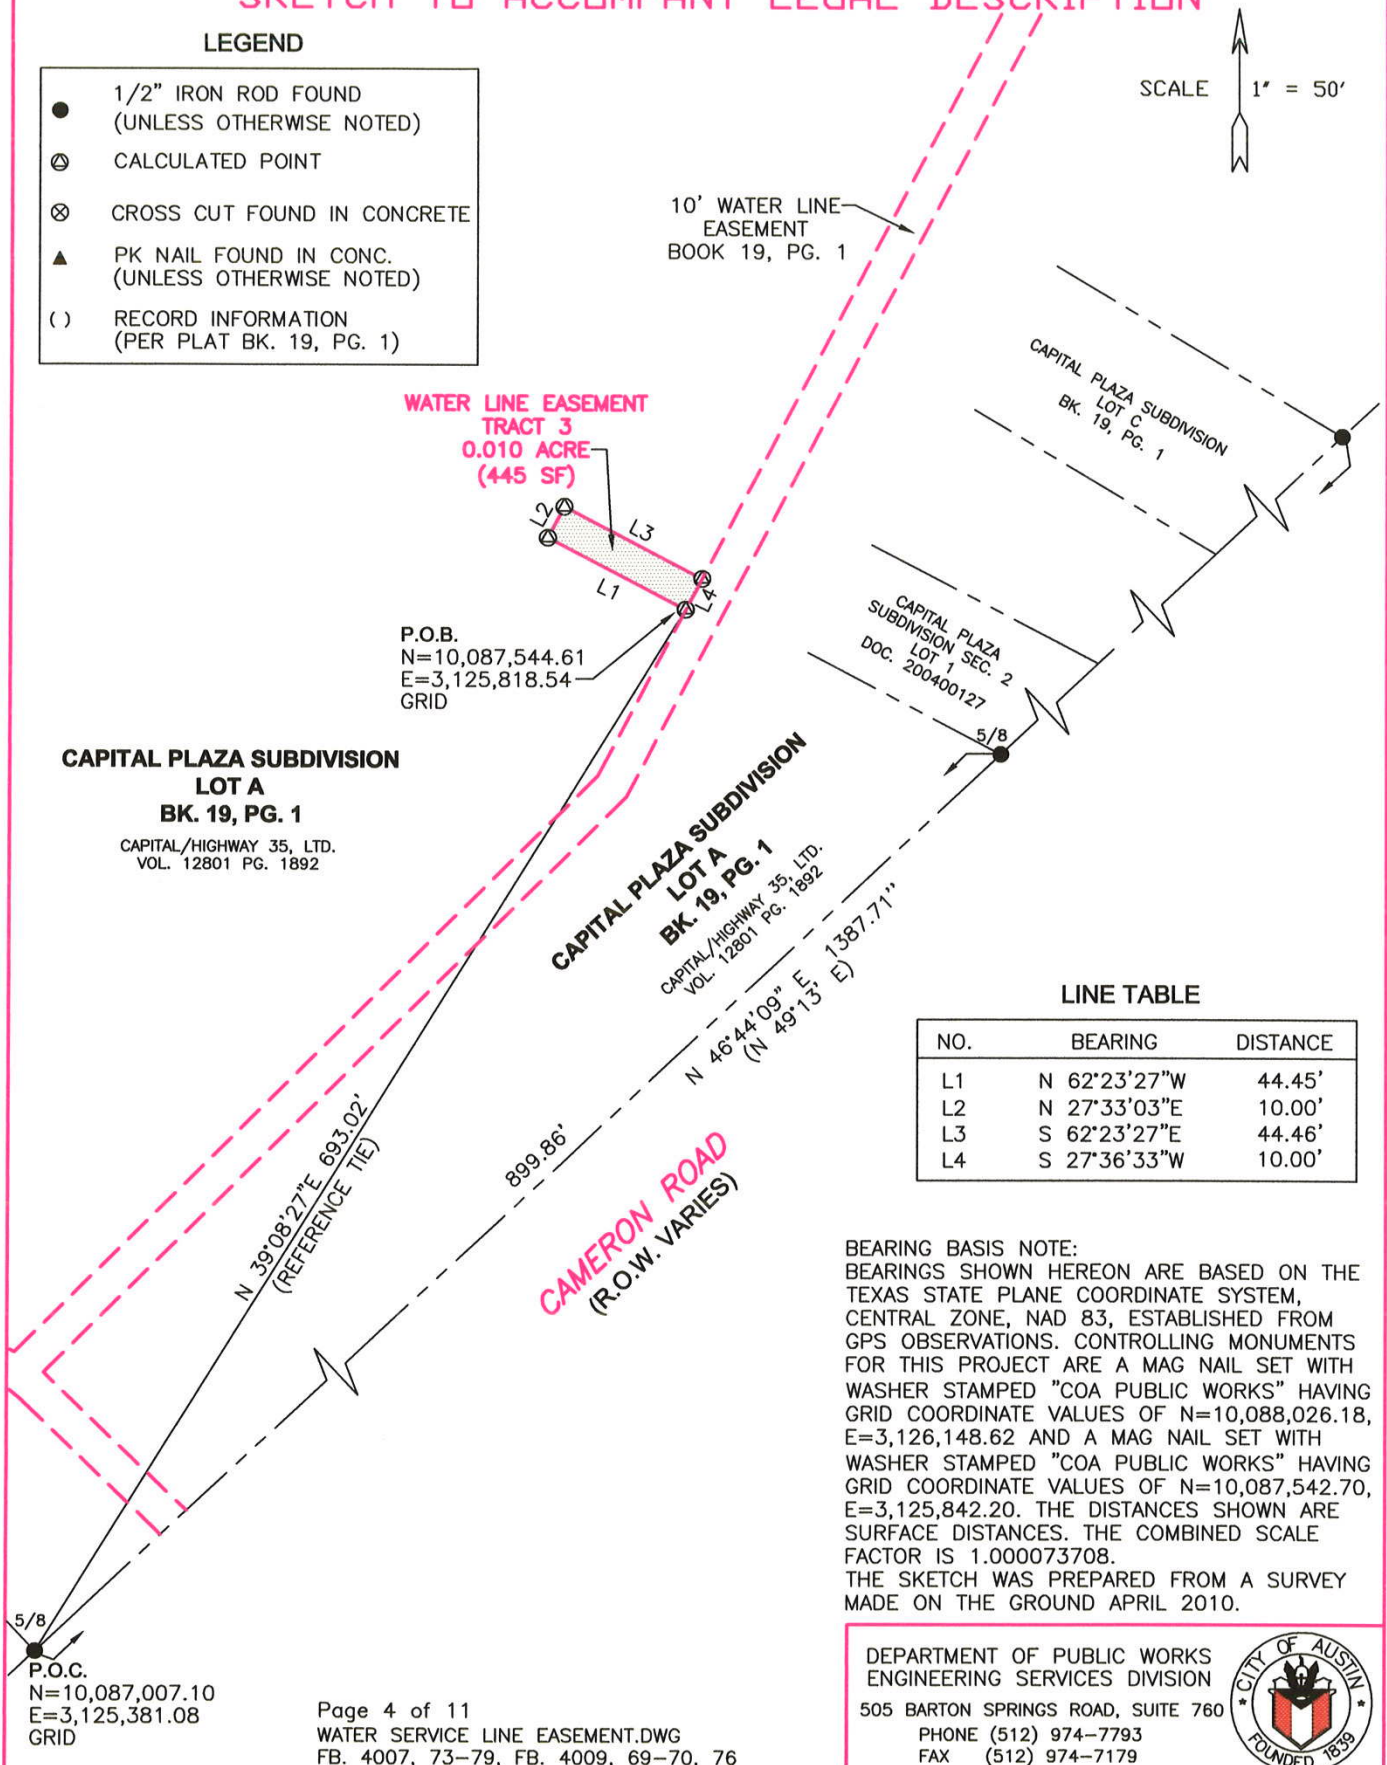 SKETCH TO ACCOMPANY LEGAL DESCRIPTION
LEGEND
1/2" IRON ROD FOUND
(UNLESS OTHERWISE NOTED)
CALCULATED POINT
CROSS CUT FOUND IN CONCRETE
PK NAIL FOUND IN CONC.
(UNLESS OTHERWISE NOTED)
( ) RECORD INFORMATION
(PER PLAT BK. 19, PG. 1)
SCALE 1" = 50'
10' WATER LINE
EASEMENT
BOOK 19, PG. 1
CAPITAL PLAZA SUBDIVISION
LOT C
BK. 19, PG. 1
WATER LINE EASEMENT
TRACT 3
0.010 ACRE
(445 SF)
L2
L3
L1
L4
P.O.B.
N=10,087,544.61
E=3,125,818.54
GRID
CAPITAL PLAZA
SUBDIVISION SEC. 2
LOT 1
DOC. 200400127
5/8
CAPITAL PLAZA SUBDIVISION
LOT A
BK. 19, PG. 1
CAPITAL/HIGHWAY 35, LTD.
VOL. 12801 PG. 1892
CAPITAL PLAZA SUBDIVISION
LOT A
BK. 19, PG. 1
CAPITAL/HIGHWAY 35, LTD.
VOL. 12801 PG. 1892
N 46°44'09" E 1387.71"
(N 49°13' E)
899.86'
N 39°08'27"E 693.02'
(REFERENCE TIE)
CAMERON ROAD
(R.O.W. VARIES)
LINE TABLE
NO. BEARING DISTANCE
L1 N 62°23'27"W 44.45'
L2 N 27°33'03"E 10.00'
L3 S 62°23'27"E 44.46'
L4 S 27°36'33"W 10.00'
BEARING BASIS NOTE:
BEARINGS SHOWN HEREON ARE BASED ON THE
TEXAS STATE PLANE COORDINATE SYSTEM,
CENTRAL ZONE, NAD 83, ESTABLISHED FROM
GPS OBSERVATIONS. CONTROLLING MONUMENTS
FOR THIS PROJECT ARE A MAG NAIL SET WITH
WASHER STAMPED "COA PUBLIC WORKS" HAVING
GRID COORDINATE VALUES OF N=10,088,026.18,
E=3,126,148.62 AND A MAG NAIL SET WITH
WASHER STAMPED "COA PUBLIC WORKS" HAVING
GRID COORDINATE VALUES OF N=10,087,542.70,
E=3,125,842.20. THE DISTANCES SHOWN ARE
SURFACE DISTANCES. THE COMBINED SCALE
FACTOR IS 1.000073708.
THE SKETCH WAS PREPARED FROM A SURVEY
MADE ON THE GROUND APRIL 2010.
5/8
P.O.C.
N=10,087,007.10
E=3,125,381.08
GRID
Page 4 of 11
WATER SERVICE LINE EASEMENT.DWG
FB. 4007, 73-79, FB. 4009, 69-70, 76
DEPARTMENT OF PUBLIC WORKS
ENGINEERING SERVICES DIVISION
505 BARTON SPRINGS ROAD, SUITE 760
PHONE (512) 974-7793
FAX (512) 974-7179
CITY OF AUSTIN
FOUNDED 1839